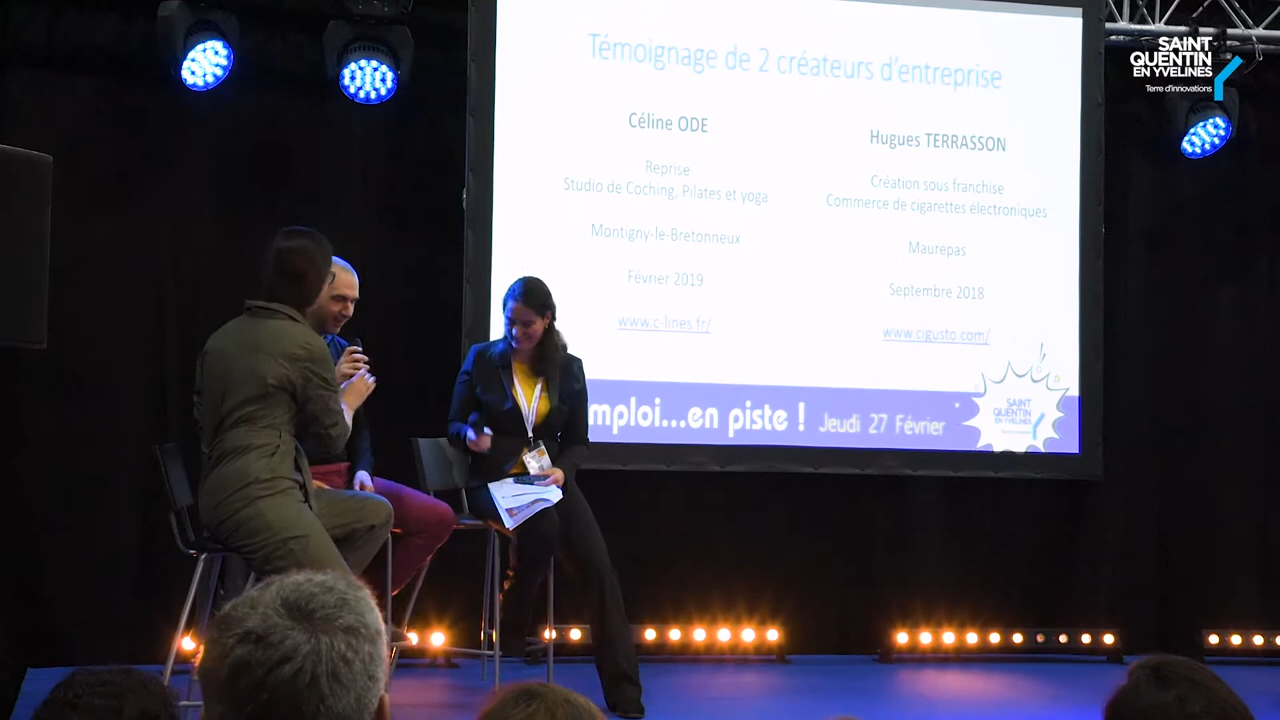 Témoignage de 2 créateurs d'entreprise
Céline ODE
Reprise
Studio de Coching, Pilates et yoga
Montigny-le-Bretonneux
Février 2019
www.c-lines.fr/
Hugues TERRASSON
Création sous franchise
Commerce de cigarettes électroniques
Maurepas
Septembre 2018
www.cigusto.com/
mploi...en piste ! Jeudi 27 Février
SAINT
QUENTIN
EN YVELINES
SAINT
QUENTIN
EN YVELINES
Terre d'innovations